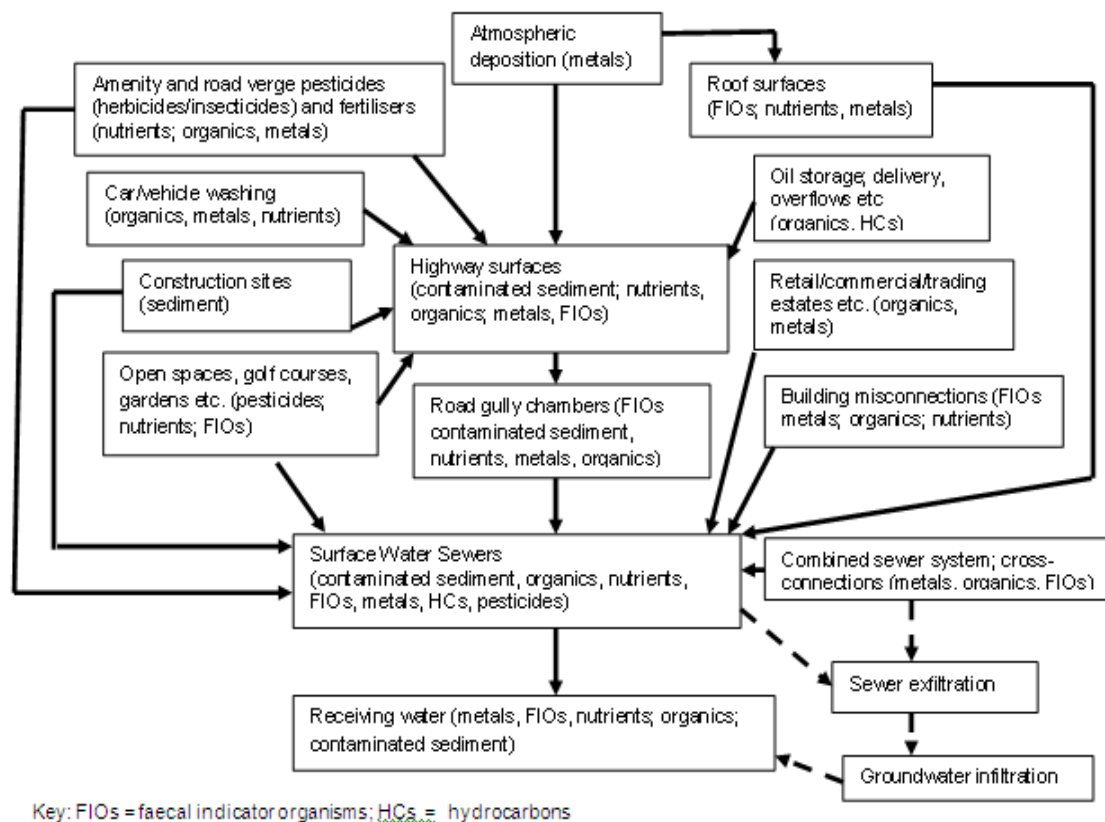 Atmospheric
deposition (metals)
Amenity and road verge pesticides
(herbicides/insecticides) and fertilisers
(nutrients; organics, metals)
Roof surfaces
(FIOs; nutrients, metals)
Car/vehicle washing
(organics, metals, nutrients)
Oil storage; delivery,
overflows etc
(organics, HCs)
Highway surfaces
(contaminated sediment; nutrients,
organics; metals, FIOs)
Construction sites
(sediment)
Retail/commercial/trading
estates etc. (organics,
metals)
Open spaces, golf courses,
gardens etc. (pesticides;
nutrients; FIOs)
Road gully chambers (FIOs
contaminated sediment,
nutrients, metals, organics)
Building misconnections (FIOs
metals; organics; nutrients)
Surface Water Sewers
(contaminated sediment, organics, nutrients,
FIOs, metals, HCs, pesticides)
Combined sewer system; cross-
connections (metals, organics, FIOs)
Sewer exfiltration
Receiving water (metals, FIOs, nutrients; organics;
contaminated sediment)
Groundwater infiltration
Key: FIOs = faecal indicator organisms; HCs = hydrocarbons